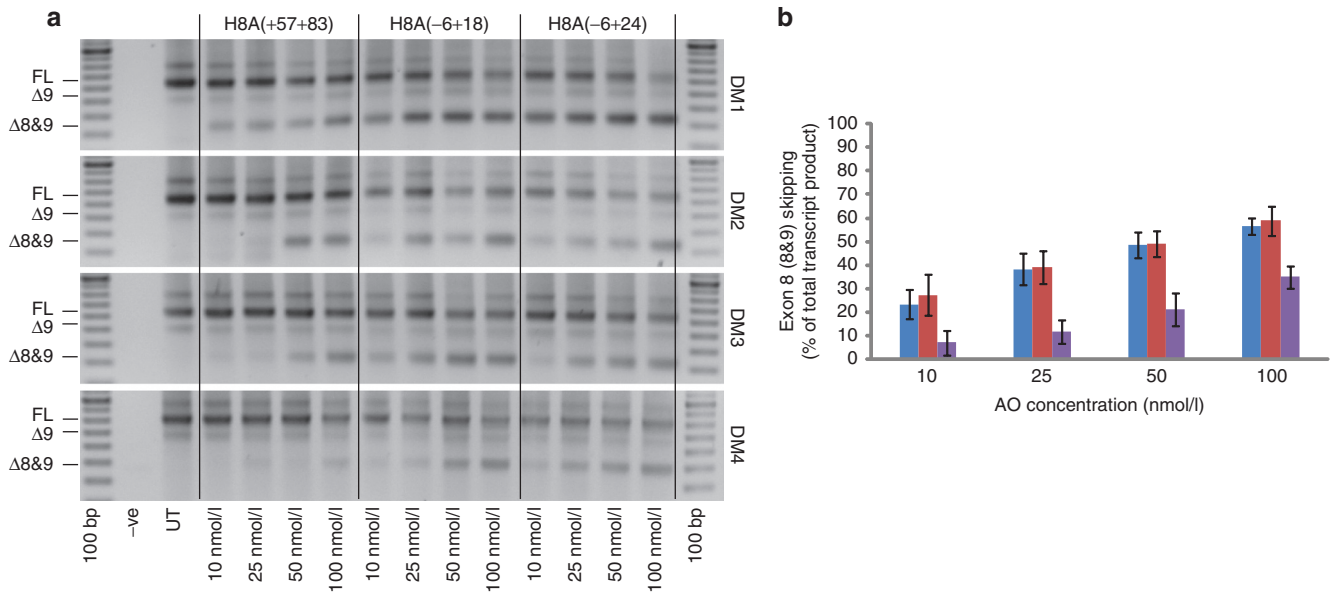 a
H8A(+57+83) H8A(−6+18) H8A(−6+24)
FL
Δ9
Δ8&9
DM1
FL
Δ9
Δ8&9
DM2
FL
Δ9
Δ8&9
DM3
FL
Δ9
Δ8&9
DM4
100 bp
−ve
UT
10 nmol/l
25 nmol/l
50 nmol/l
100 nmol/l
10 nmol/l
25 nmol/l
50 nmol/l
100 nmol/l
10 nmol/l
25 nmol/l
50 nmol/l
100 nmol/l
100 bp
b
Exon 8 (8&9) skipping
(% of total transcript product)
100
90
80
70
60
50
40
30
20
10
0
10 25 50 100
AO concentration (nmol/l)